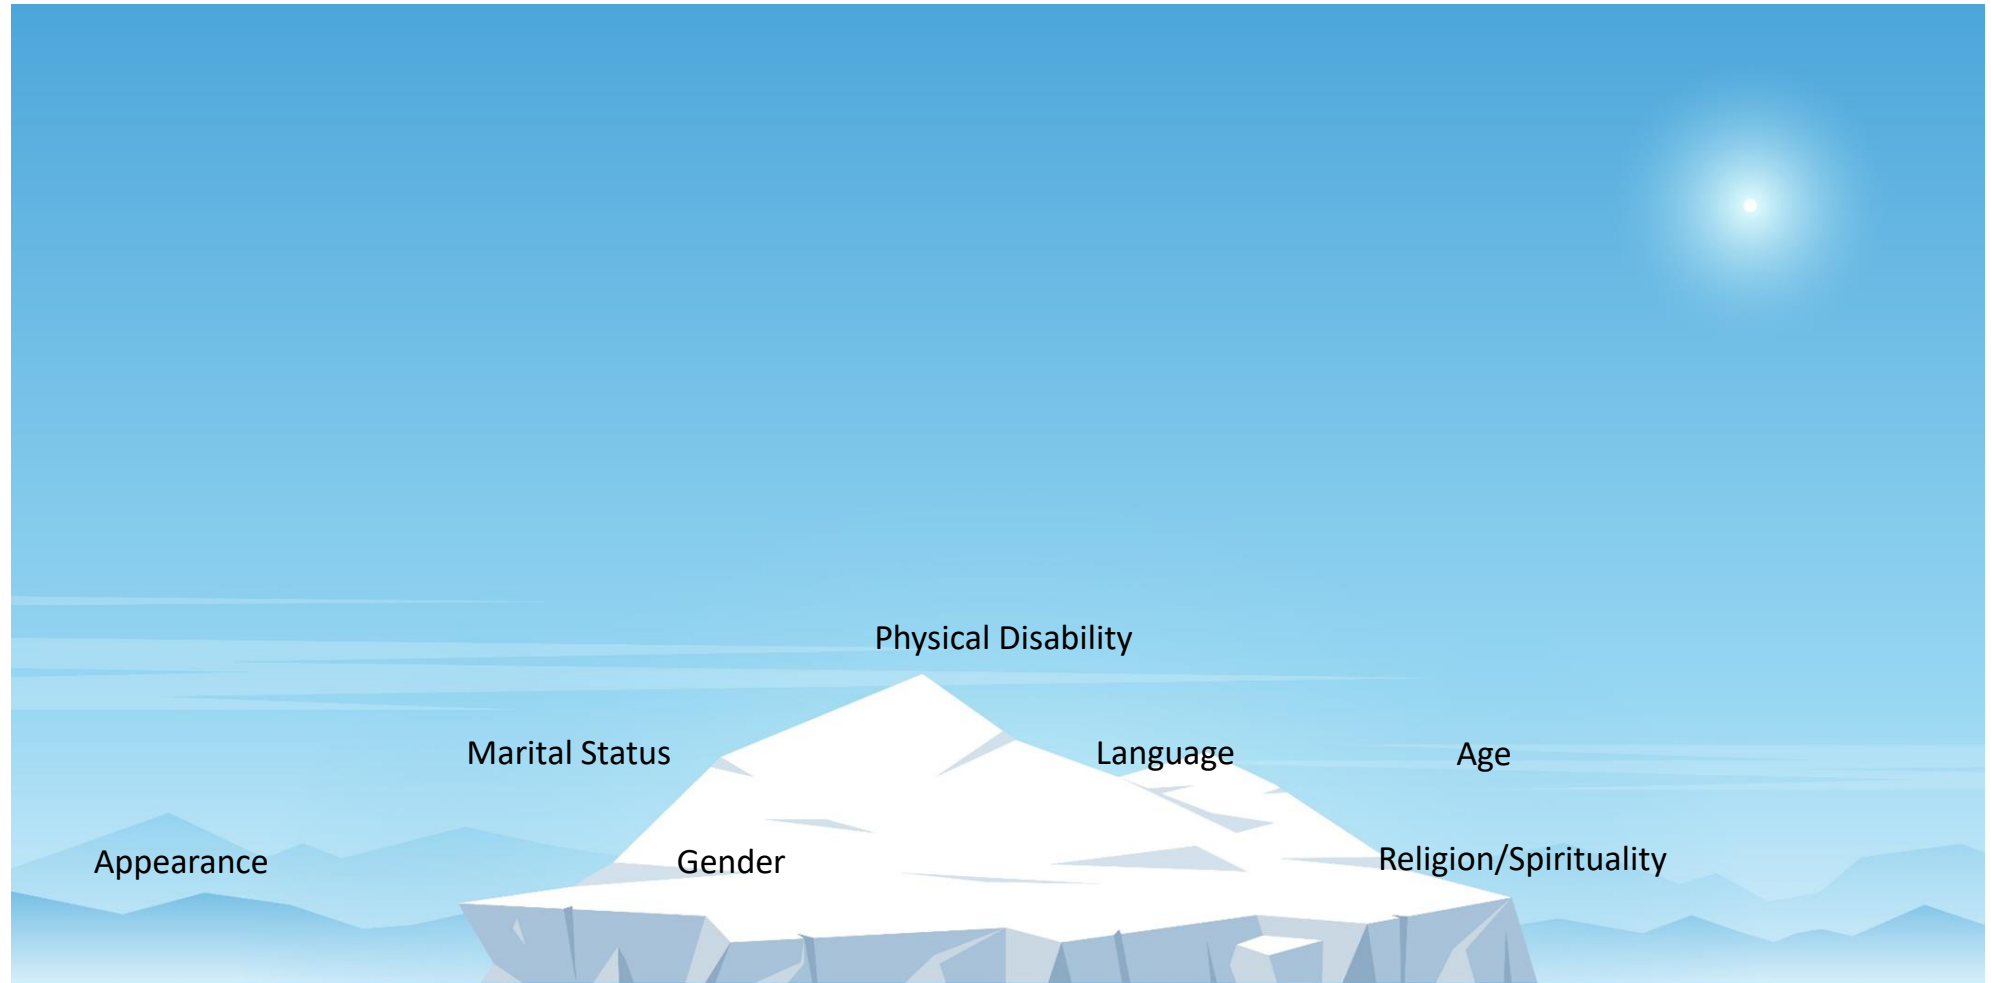 Physical Disability
Marital Status
Language
Age
Appearance
Gender
Religion/Spirituality